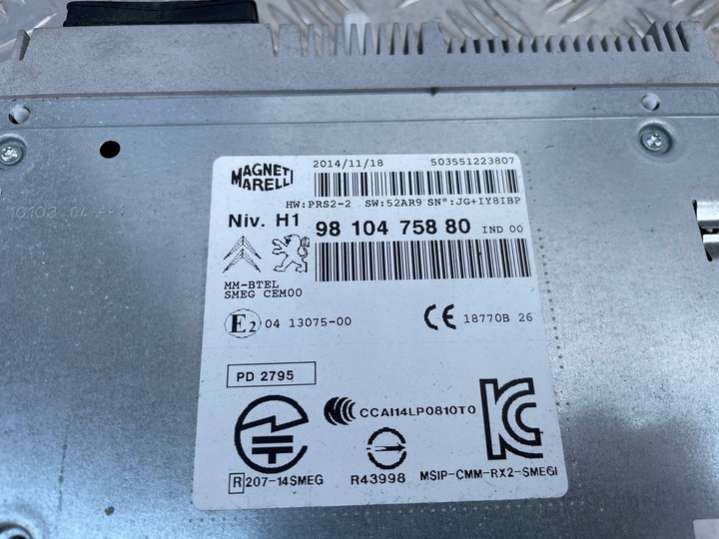 MAGNETI
MARELLI
2014/11/18 503551223807
HW:PRS2-2 SW:52AR9 SN°:JG+IY8IBP
Niv. H1 98 104 758 80 IND 00
MM-BTEL
SMEG CEM00
E2 04 13075-00 CE 18770B 26
PD 2795
CCAI14LP0810T0
R 207-14SMEG R43998 MSIP-CMM-RX2-SMEGI